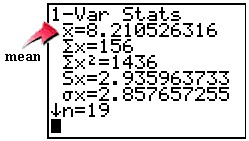 1-Var Stats
x̄=8.210526316
Σx=156
Σx²=1436
Sx=2.935963733
σx=2.857657255
↓n=19
mean